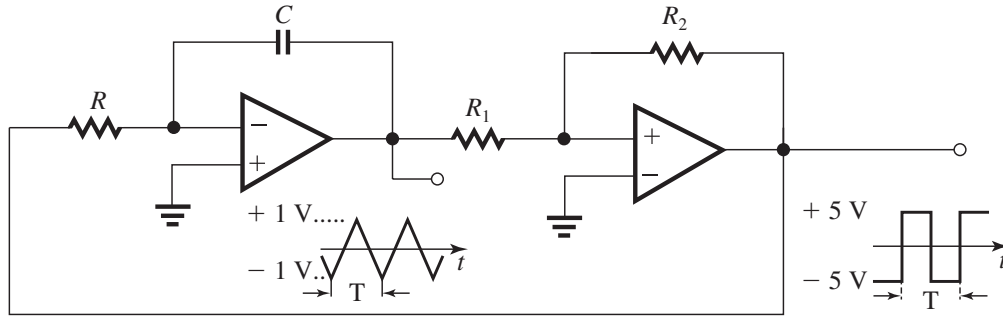 C
R₂
R
R₁
−
+
+
−
+ 1 V.....
− 1 V..
t
T
+ 5 V
− 5 V
t
T